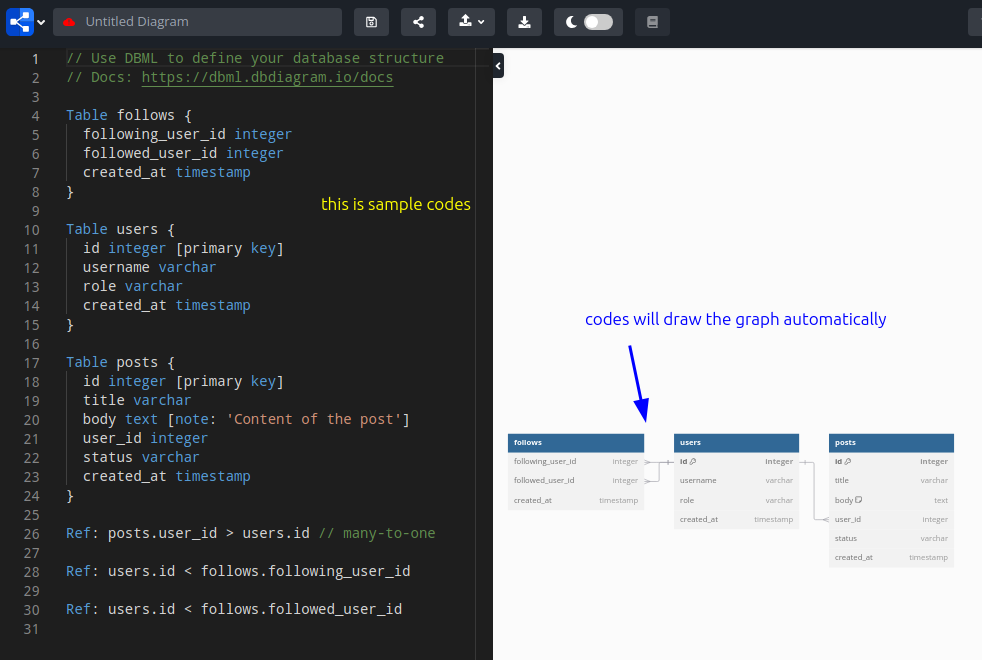 Untitled Diagram
1 // Use DBML to define your database structure
2 // Docs: https://dbml.dbdiagram.io/docs
3
4 Table follows {
5 following_user_id integer
6 followed_user_id integer
7 created_at timestamp
8 }
this is sample codes
9
10 Table users {
11 id integer [primary key]
12 username varchar
13 role varchar
14 created_at timestamp
15 }
16
17 Table posts {
18 id integer [primary key]
19 title varchar
20 body text [note: 'Content of the post']
21 user_id integer
22 status varchar
23 created_at timestamp
24 }
25
26 Ref: posts.user_id > users.id // many-to-one
27
28 Ref: users.id < follows.following_user_id
29
30 Ref: users.id < follows.followed_user_id
31
codes will draw the graph automatically
follows
following_user_id integer
followed_user_id integer
created_at timestamp
users
id integer
username varchar
role varchar
created_at timestamp
posts
id integer
title varchar
body text
user_id integer
status varchar
created_at timestamp